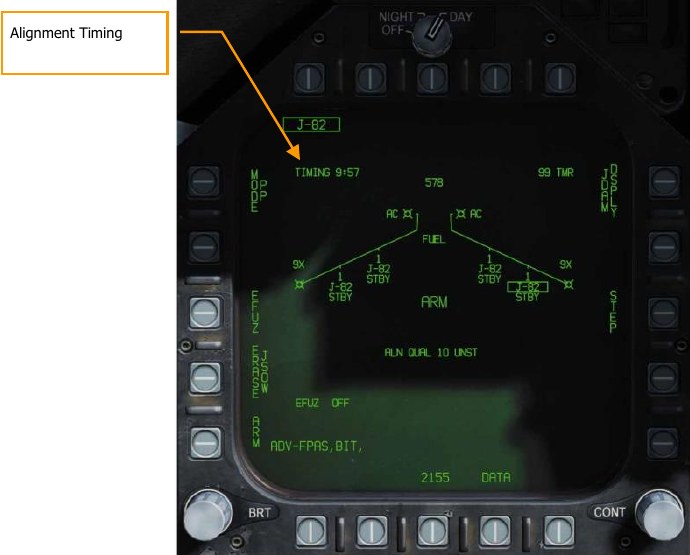 Alignment Timing
NIGHT
DAY
OFF
J-82
TIMING 9:57
578
99 TMR
MODE
PP
JDAM
DSPLY
AC
AC
FUEL
9X
9X
1
J-82
STBY
1
J-82
STBY
1
J-82
STBY
1
J-82
STBY
ARM
EFUZ
STEP
ALN QUAL 10 UNST
ERASE
JSOW
EFUZ OFF
ARM
ADV-FPAS,BIT,
2155
DATA
BRT
CONT